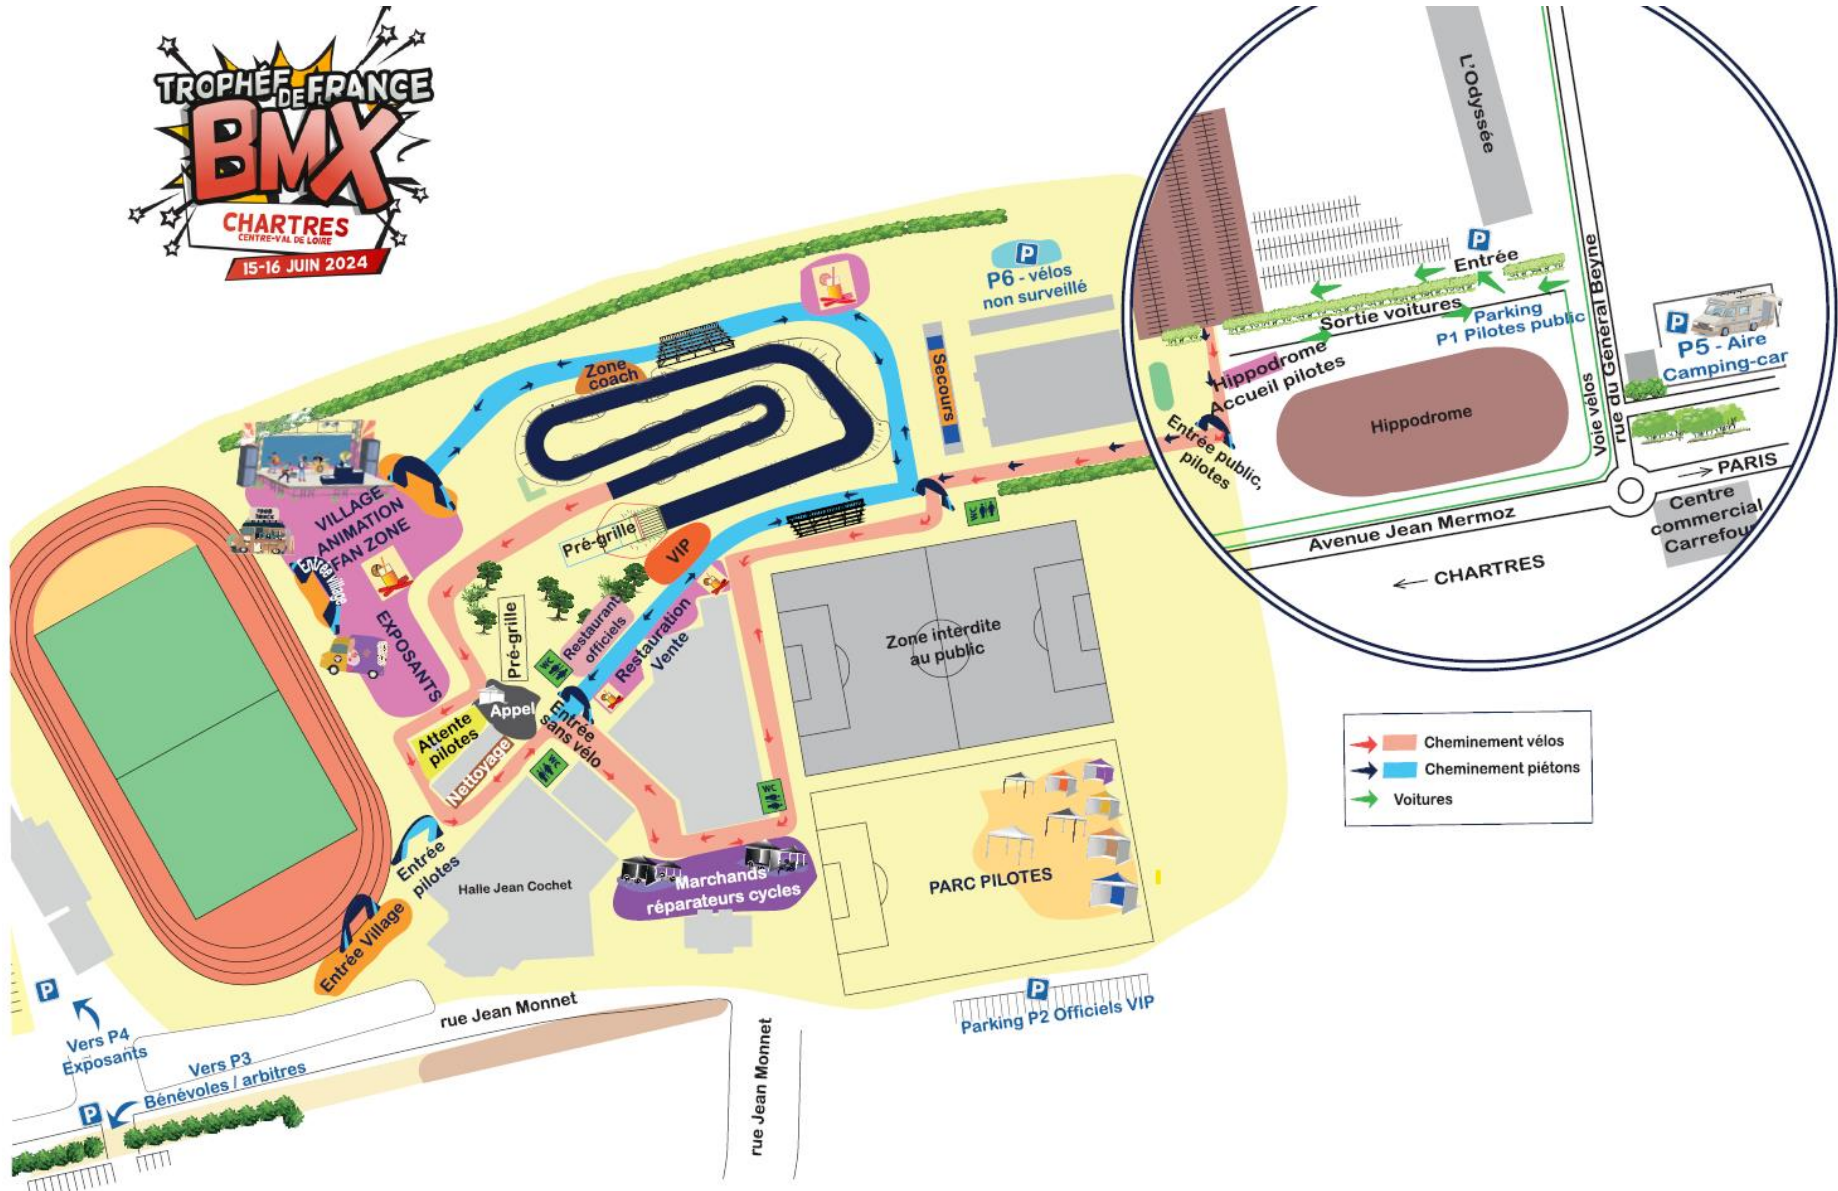 TROPHÉE
DE FRANCE
BMX
CHARTRES
CENTRE-VAL DE LOIRE
15-16 JUIN 2024
L'Odyssée
P
Entrée
Sortie voitures
Parking
P1 Pilotes public
Hippodrome
Accueil pilotes
Hippodrome
Voie vélos
rue du Général Beyne
P
P5 - Aire
Camping-car
PARIS
Centre
commercial
Carrefour
Avenue Jean Mermoz
CHARTRES
Entrée public,
pilotes
P
P6 - vélos
non surveillé
Secours
Zone
coach
VILLAGE
ANIMATION
FAN ZONE
FOOD
TRUCK
Entrée village
EXPOSANTS
Pré-grille
VIP
WC
Pré-grille
Restaurant
officiels
Restauration
Vente
WC
Appel
Entrée
sans vélo
Attente
pilotes
Nettoyage
WC
WC
Zone interdite
au public
Cheminement vélos
Cheminement piétons
Voitures
Entrée
pilotes
Halle Jean Cochet
Marchands
réparateurs cycles
PARC PILOTES
Entrée Village
P
Vers P4
Exposants
rue Jean Monnet
Vers P3
Bénévoles / arbitres
P
rue Jean Monnet
P
Parking P2 Officiels VIP